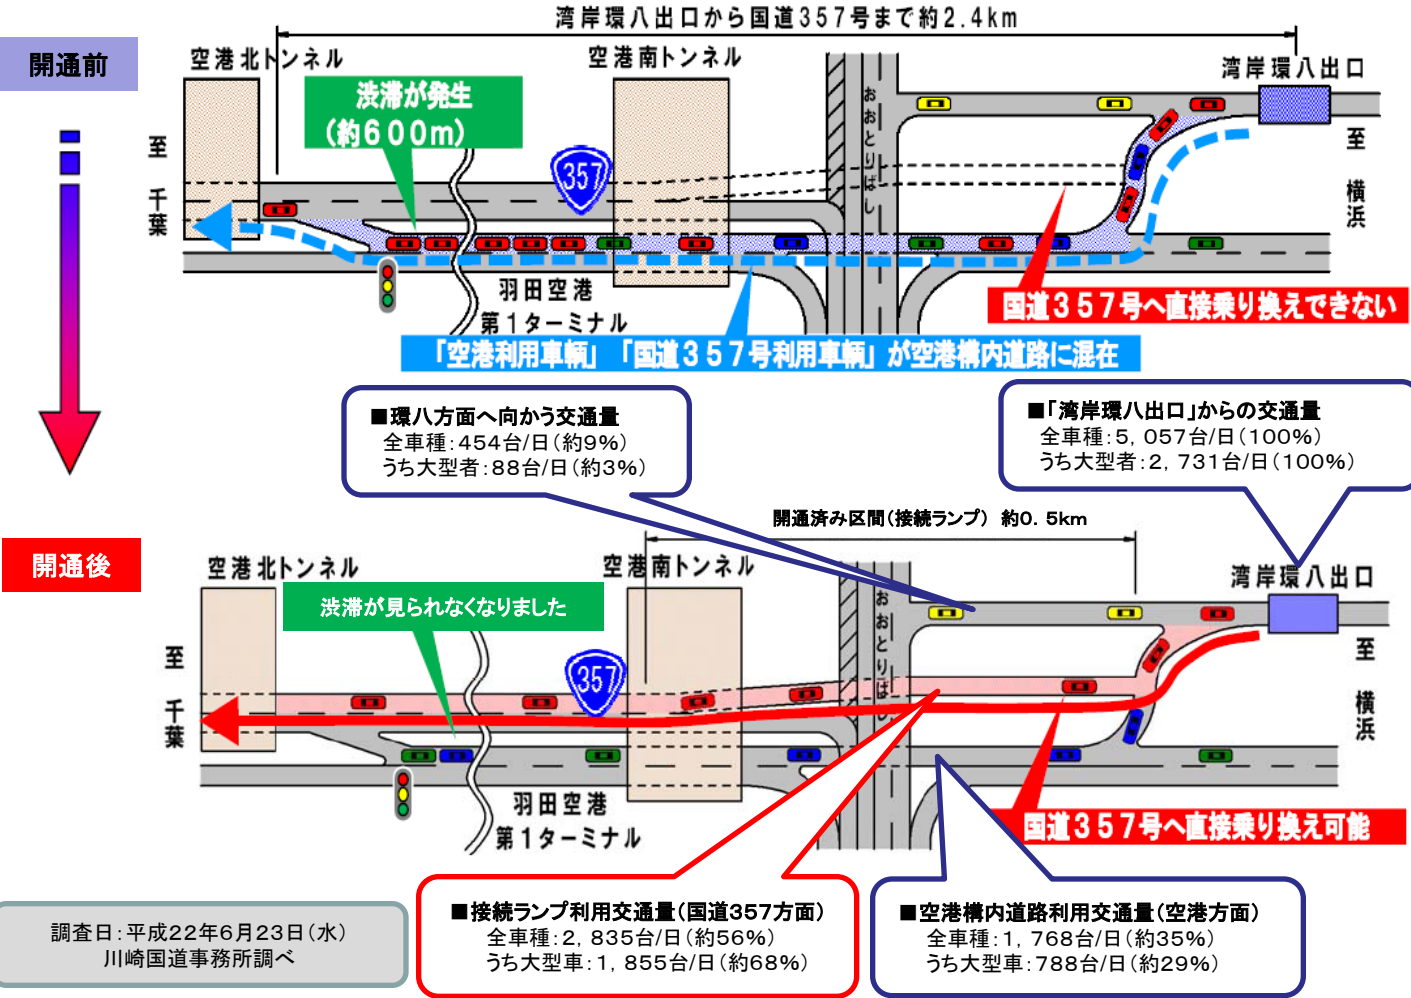 湾岸環八出口から国道357号まで約2.4km
開通前
空港北トンネル
空港南トンネル
湾岸環八出口
渋滞が発生
(約600m)
おおとりばし
至 千葉
357
至 横浜
羽田空港
第1ターミナル
国道357号へ直接乗り換えできない
「空港利用車輌」「国道357号利用車輌」が空港構内道路に混在
■環八方面へ向かう交通量
全車種:454台/日(約9%)
うち大型者:88台/日(約3%)
■「湾岸環八出口」からの交通量
全車種:5,057台/日(100%)
うち大型者:2,731台/日(100%)
開通済み区間(接続ランプ) 約0.5km
開通後
空港北トンネル
空港南トンネル
湾岸環八出口
渋滞が見られなくなりました
おおとりばし
至 千葉
357
至 横浜
羽田空港
第1ターミナル
国道357号へ直接乗り換え可能
■接続ランプ利用交通量(国道357方面)
全車種:2,835台/日(約56%)
うち大型車:1,855台/日(約68%)
■空港構内道路利用交通量(空港方面)
全車種:1,768台/日(約35%)
うち大型車:788台/日(約29%)
調査日:平成22年6月23日(水)
川崎国道事務所調べ